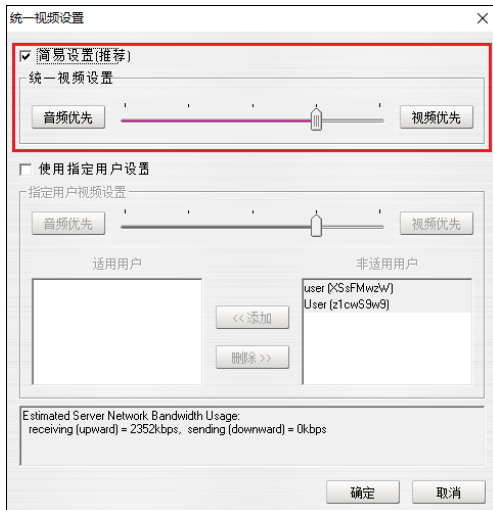 统一视频设置
简易设置(推荐)
统一视频设置
音频优先 视频优先
使用指定用户设置
指定用户视频设置
音频优先 视频优先
适用用户 非适用用户
user (XSsFMwzW)
User (z1cwS9w9)
<< 添加
删除 >>
Estimated Server Network Bandwidth Usage:
receiving (upward) = 2352kbps, sending (downward) = 0kbps
确定 取消